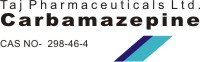 Taj Pharmaceuticals Ltd.
Carbamazepine
CAS NO- 298-46-4